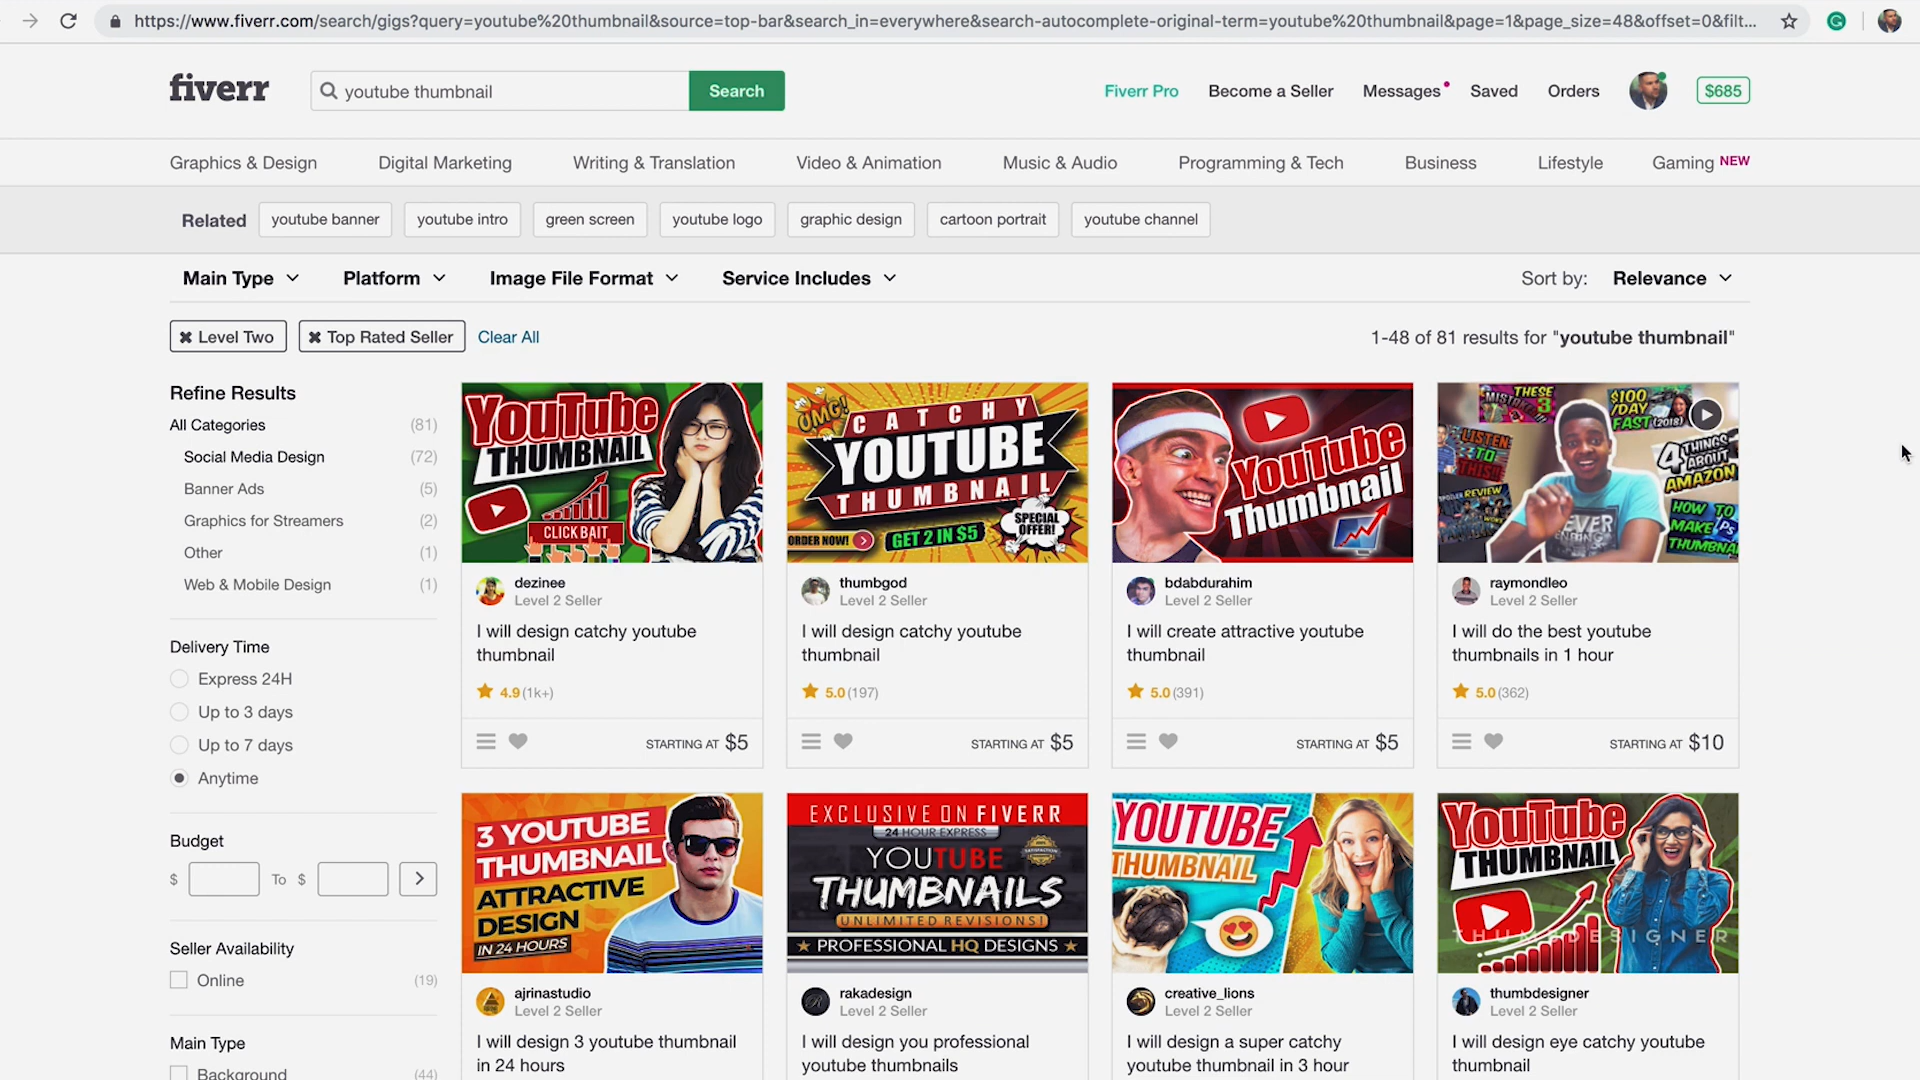 https://www.fiverr.com/search/gigs?query=youtube%20thumbnail&source=top-bar&search_in=everywhere&search-autocomplete-original-term=youtube%20thumbnail&page=1&page_size=48&offset=0&filt...
fiverr
youtube thumbnail
Search
Fiverr Pro
Become a Seller
Messages
Saved
Orders
$685
Graphics & Design
Digital Marketing
Writing & Translation
Video & Animation
Music & Audio
Programming & Tech
Business
Lifestyle
Gaming NEW
Related
youtube banner
youtube intro
green screen
youtube logo
graphic design
cartoon portrait
youtube channel
Main Type
Platform
Image File Format
Service Includes
Sort by: Relevance
Level Two
Top Rated Seller
Clear All
1-48 of 81 results for "youtube thumbnail"
Refine Results
All Categories (81)
Social Media Design (72)
Banner Ads (5)
Graphics for Streamers (2)
Other (1)
Web & Mobile Design (1)
Delivery Time
Express 24H
Up to 3 days
Up to 7 days
Anytime
Budget
$ To $
Seller Availability
Online (19)
Main Type
Background (44)
YouTube
THUMBNAIL
CLICK BAIT
dezinee
Level 2 Seller
I will design catchy youtube
thumbnail
4.9 (1k+)
STARTING AT $5
OMG!
CATCHY
YOUTUBE
THUMBNAIL
ORDER NOW!
GET 2 IN $5
SPECIAL
OFFER!
thumbgod
Level 2 Seller
I will design catchy youtube
thumbnail
5.0 (197)
STARTING AT $5
YouTube
Thumbnail
bdabdurahim
Level 2 Seller
I will create attractive youtube
thumbnail
5.0 (391)
STARTING AT $5
THESE
3
MISTAKE
$100
/DAY
FAST (2018)
LISTEN
TO
THIS!!
4 THINGS
ABOUT
AMAZON
REVIEW
HOW TO
MAKE
Ps
THUMBNA
raymondleo
Level 2 Seller
I will do the best youtube
thumbnails in 1 hour
5.0 (362)
STARTING AT $10
3 YOUTUBE
THUMBNAIL
ATTRACTIVE
DESIGN
IN 24 HOURS
ajrinastudio
Level 2 Seller
I will design 3 youtube thumbnail
in 24 hours
EXCLUSIVE ON FIVERR
24 HOUR EXPRESS
YOUTUBE
SATISFACTION
THUMBNAILS
UNLIMITED REVISIONS!
PROFESSIONAL HQ DESIGNS
rakadesign
Level 2 Seller
I will design you professional
youtube thumbnails
YOUTUBE
THUMBNAIL
creative_lions
Level 2 Seller
I will design a super catchy
youtube thumbnail in 3 hour
YouTube
THUMBNAIL
THUMBDESIGNER
thumbdesigner
Level 2 Seller
I will design eye catchy youtube
thumbnail